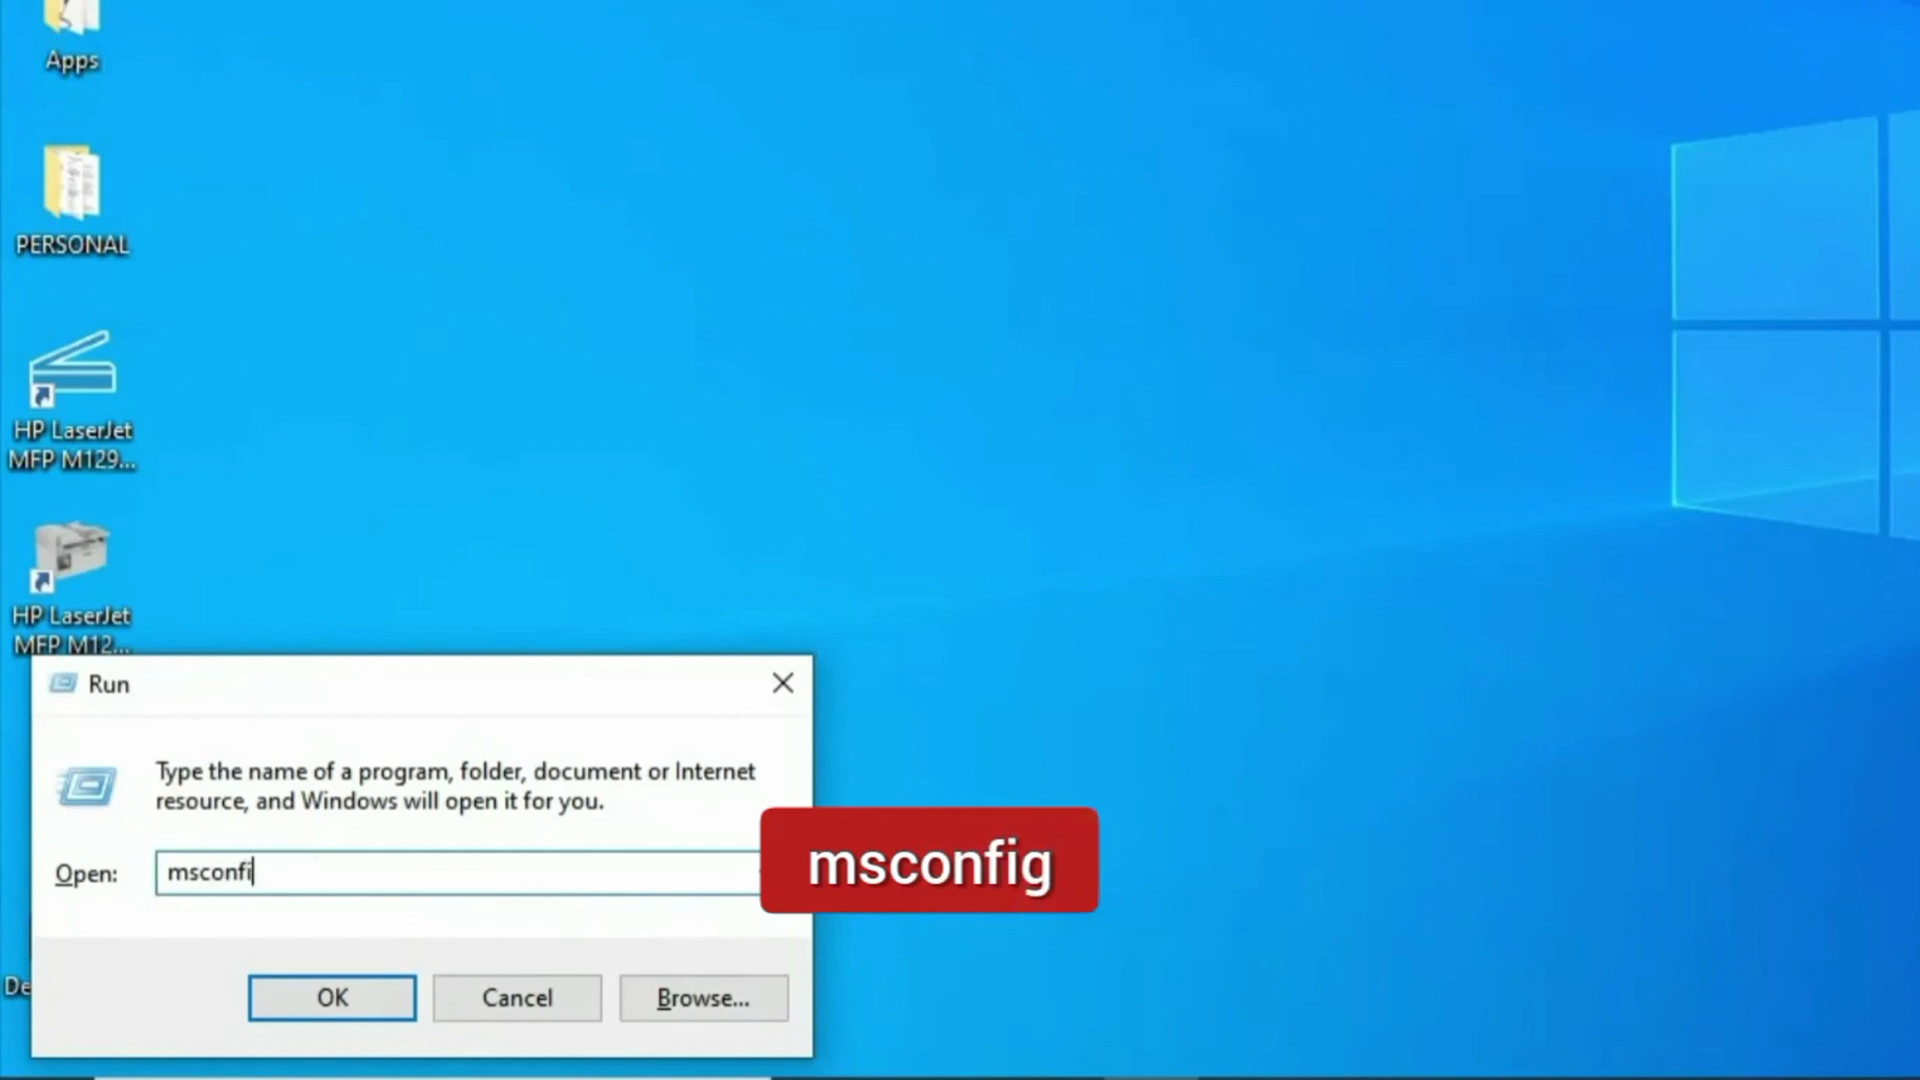 Apps
PERSONAL
HP LaserJet
MFP M129...
HP LaserJet
MFP M12...
Run
Type the name of a program, folder, document or Internet
resource, and Windows will open it for you.
Open:
msconfi
msconfig
De
OK
Cancel
Browse...